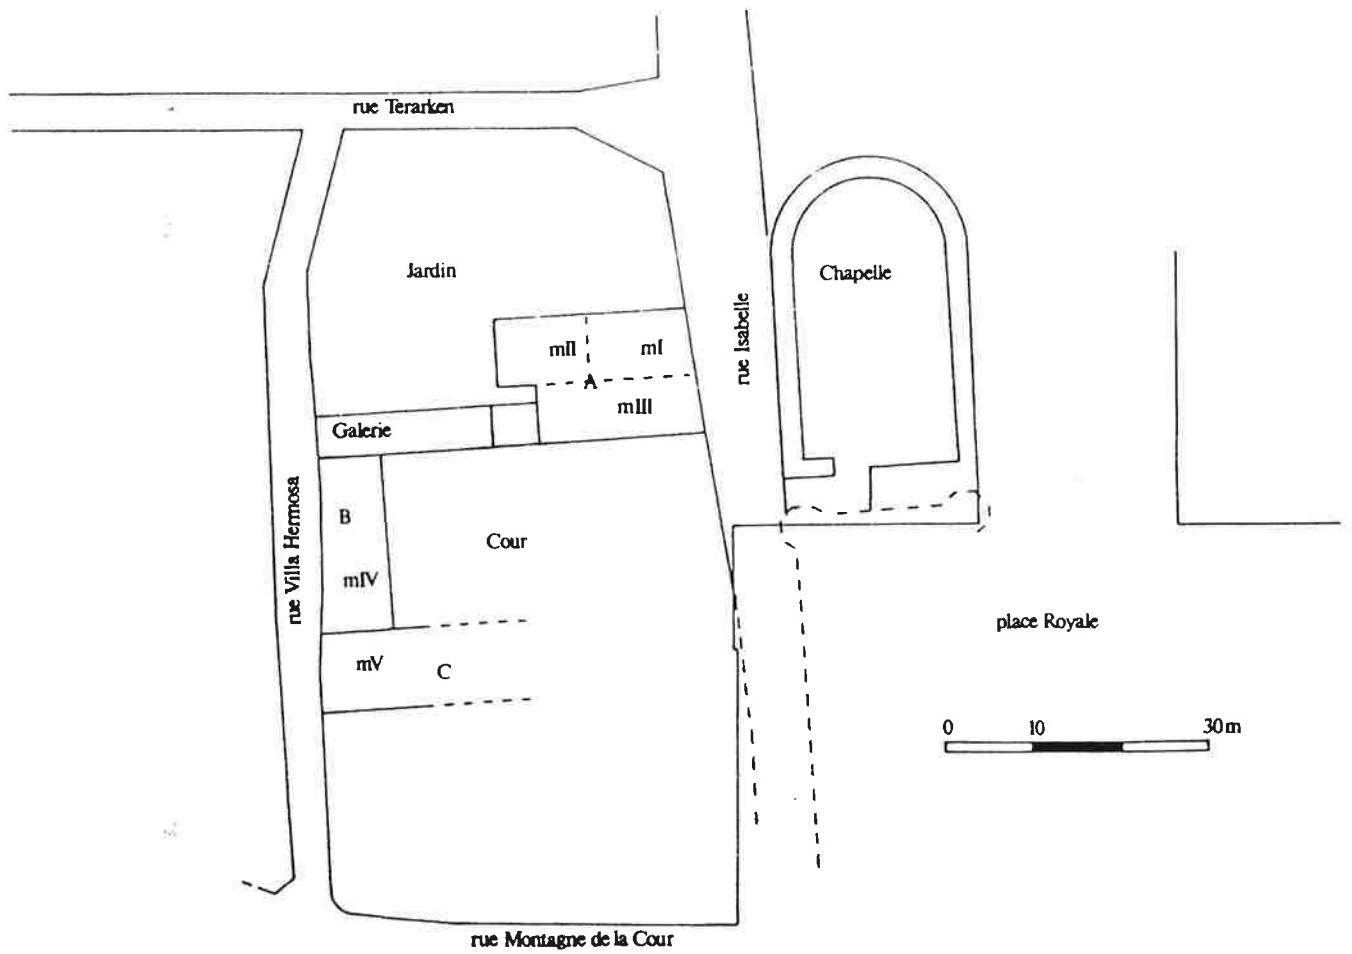 rue Terarken
Jardin
Chapelle
mII
mI
A
mIII
rue Isabelle
Galerie
B
Cour
mIV
rue Villa Hermosa
place Royale
mV
C
0 10 30 m
rue Montagne de la Cour